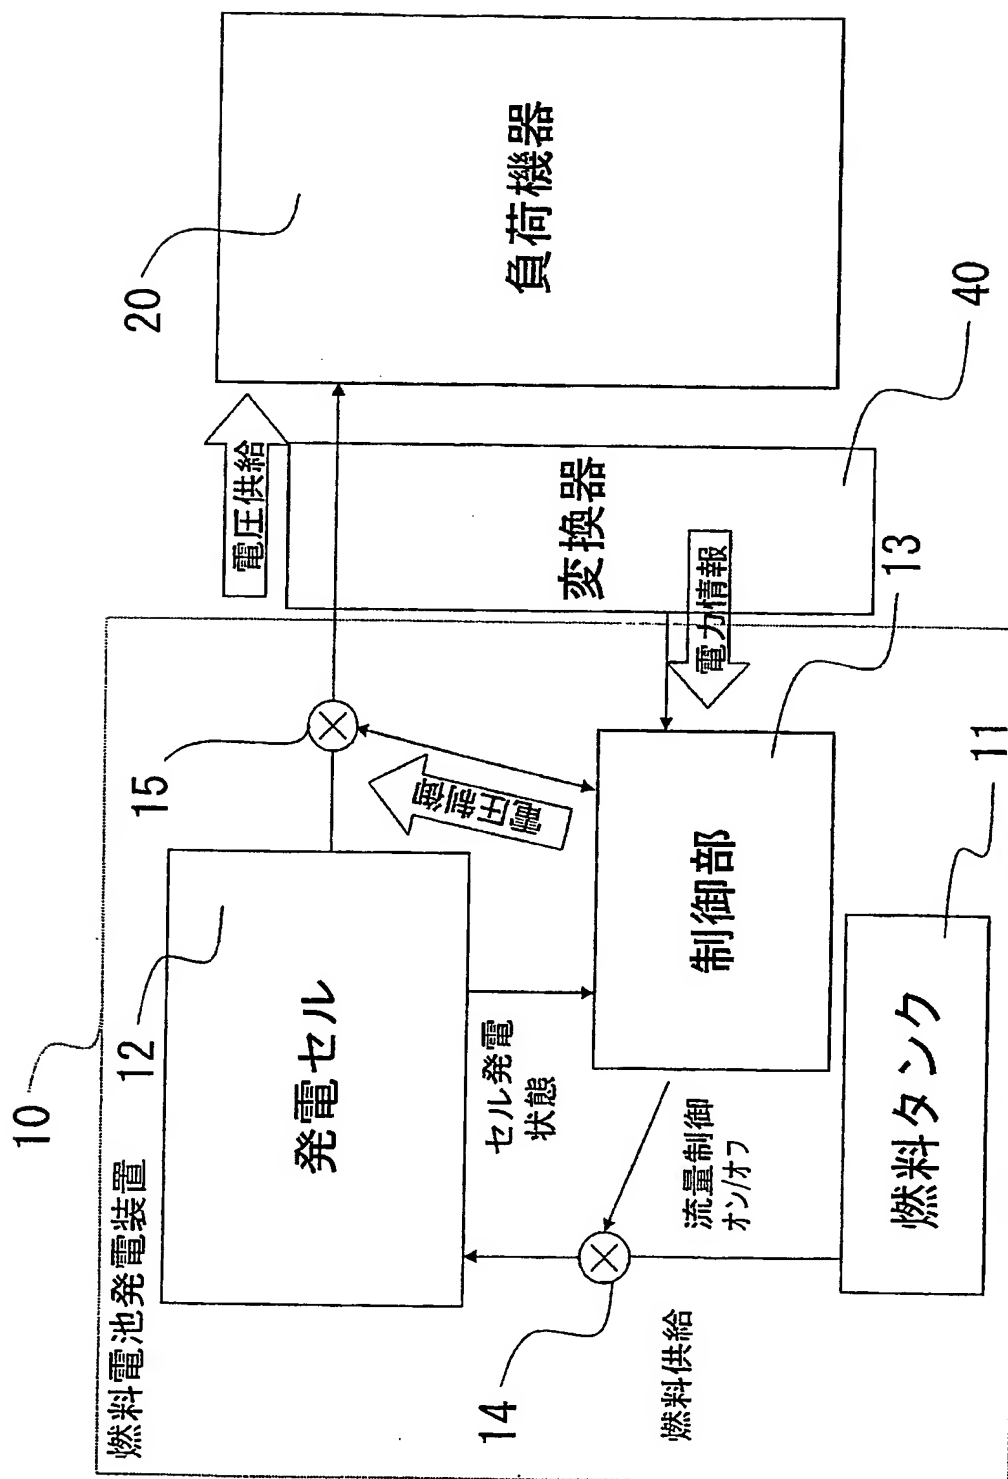 10
燃料電池発電装置
12
発電セル
15
電圧供給
20
負荷機器
電圧制御
セル発電
状態
変換器
電力情報
40
13
制御部
14
流量制御
オン/オフ
燃料供給
11
燃料タンク